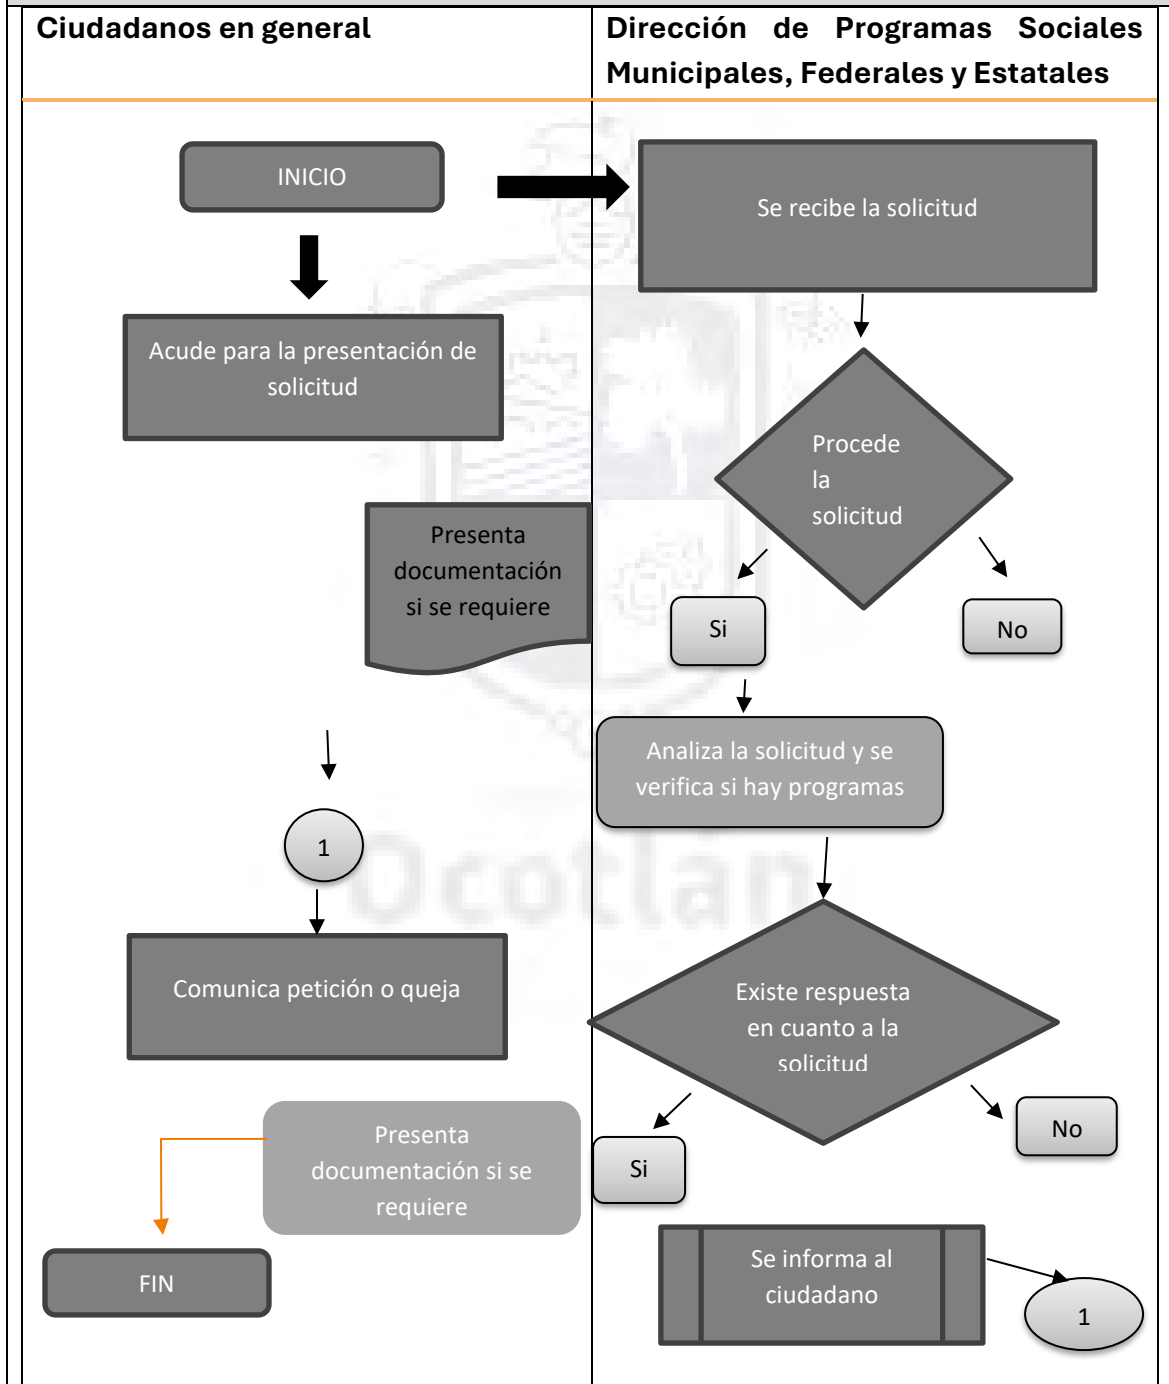 Ciudadanos en general
Dirección de Programas Sociales
Municipales, Federales y Estatales
INICIO
Acude para la presentación de
solicitud
Presenta
documentación
si se requiere
1
Comunica petición o queja
Presenta
documentación si se
requiere
FIN
Se recibe la solicitud
Procede
la
solicitud
Si
No
Analiza la solicitud y se
verifica si hay programas
Existe respuesta
en cuanto a la
solicitud
Si
No
Se informa al
ciudadano
1
Ocotlán